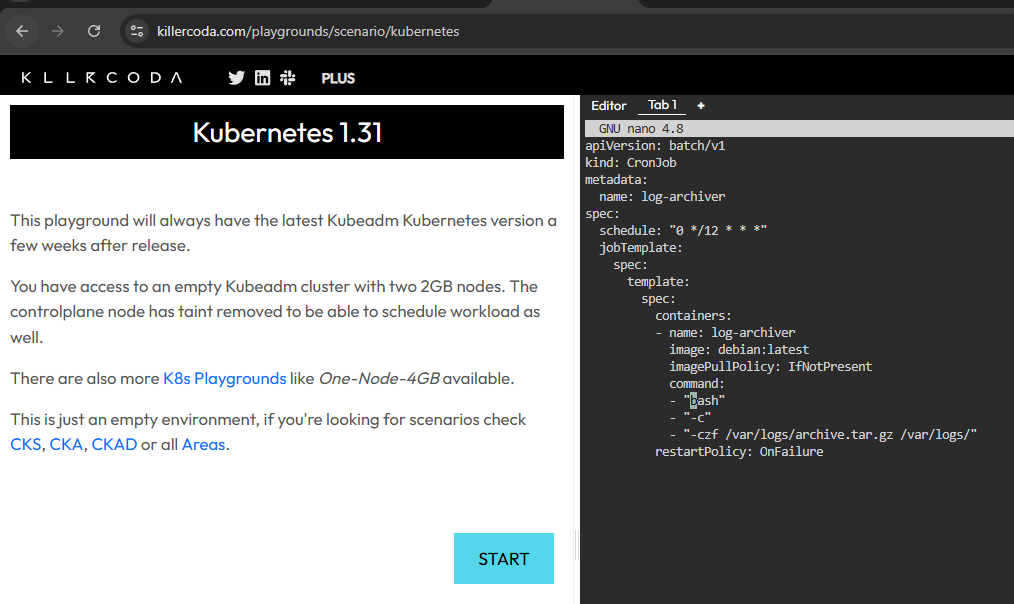 killercoda.com/playgrounds/scenario/kubernetes
KLLRCODA
PLUS
Kubernetes 1.31
This playground will always have the latest Kubeadm Kubernetes version a
few weeks after release.
You have access to an empty Kubeadm cluster with two 2GB nodes. The
controlplane node has taint removed to be able to schedule workload as
well.
There are also more K8s Playgrounds like One-Node-4GB available.
This is just an empty environment, if you're looking for scenarios check
CKS, CKA, CKAD or all Areas.
START
Editor Tab 1 +
GNU nano 4.8
apiVersion: batch/v1
kind: CronJob
metadata:
  name: log-archiver
spec:
  schedule: "0 */12 * * *"
  jobTemplate:
    spec:
      template:
        spec:
          containers:
          - name: log-archiver
            image: debian:latest
            imagePullPolicy: IfNotPresent
            command:
            - "bash"
            - "-c"
            - "-czf /var/logs/archive.tar.gz /var/logs/"
          restartPolicy: OnFailure